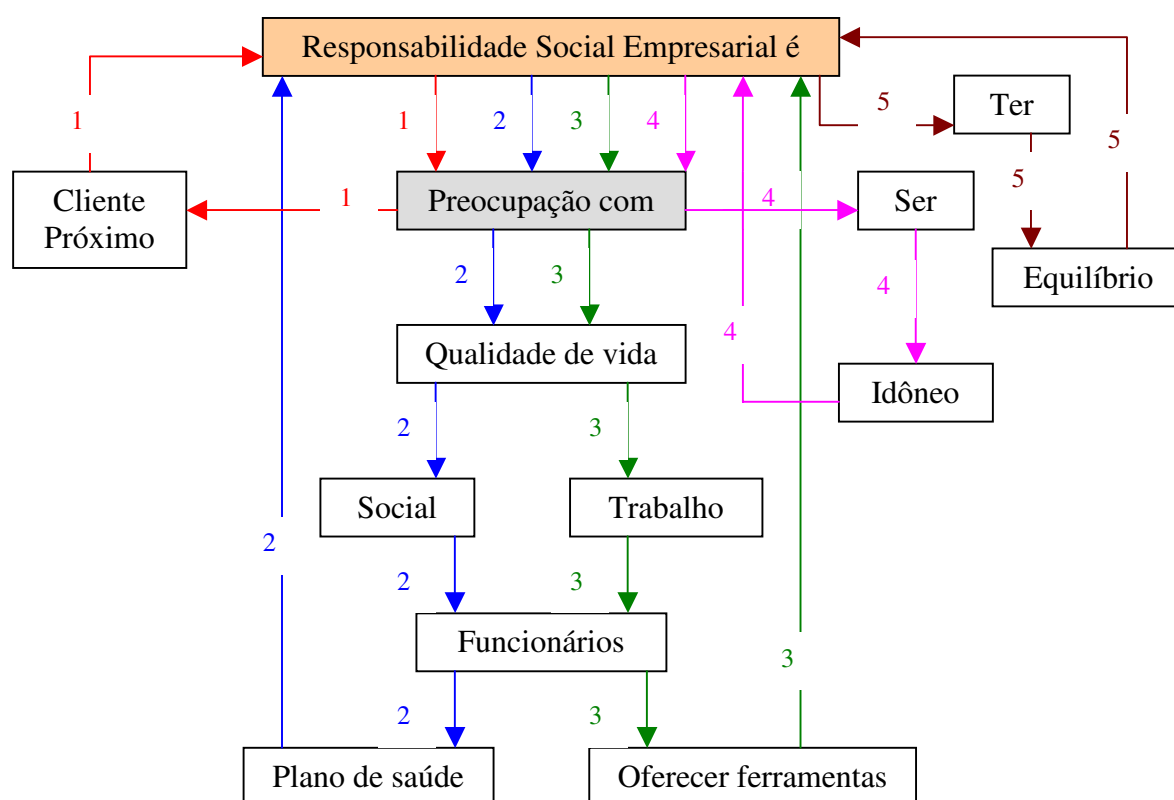 Responsabilidade Social Empresarial é
1
1
2
3
4
5
Ter
5
5
Cliente
Próximo
1
Preocupação com
4
Ser
2
3
4
4
Equilíbrio
Qualidade de vida
Idôneo
2
3
Social
Trabalho
2
2
3
Funcionários
3
2
3
Plano de saúde
Oferecer ferramentas